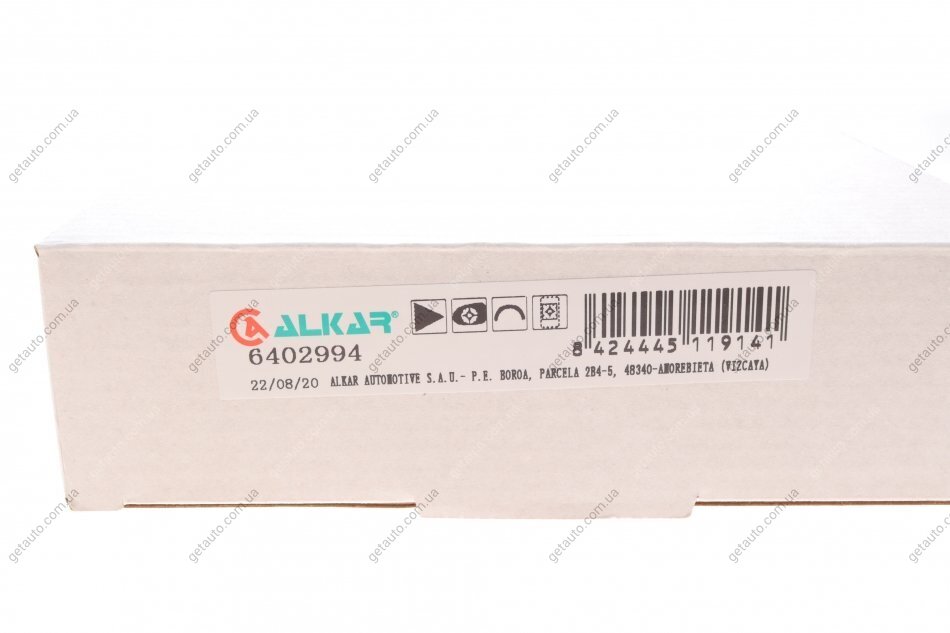 ALKAR®
6402994
8 424445 119141
22/08/20 ALKAR AUTOMOTIVE S.A.U.- P.E. BOROA, PARCELA 2B4-5, 48340-AMOREBIETA (VIZCAYA)
getauto.com.ua